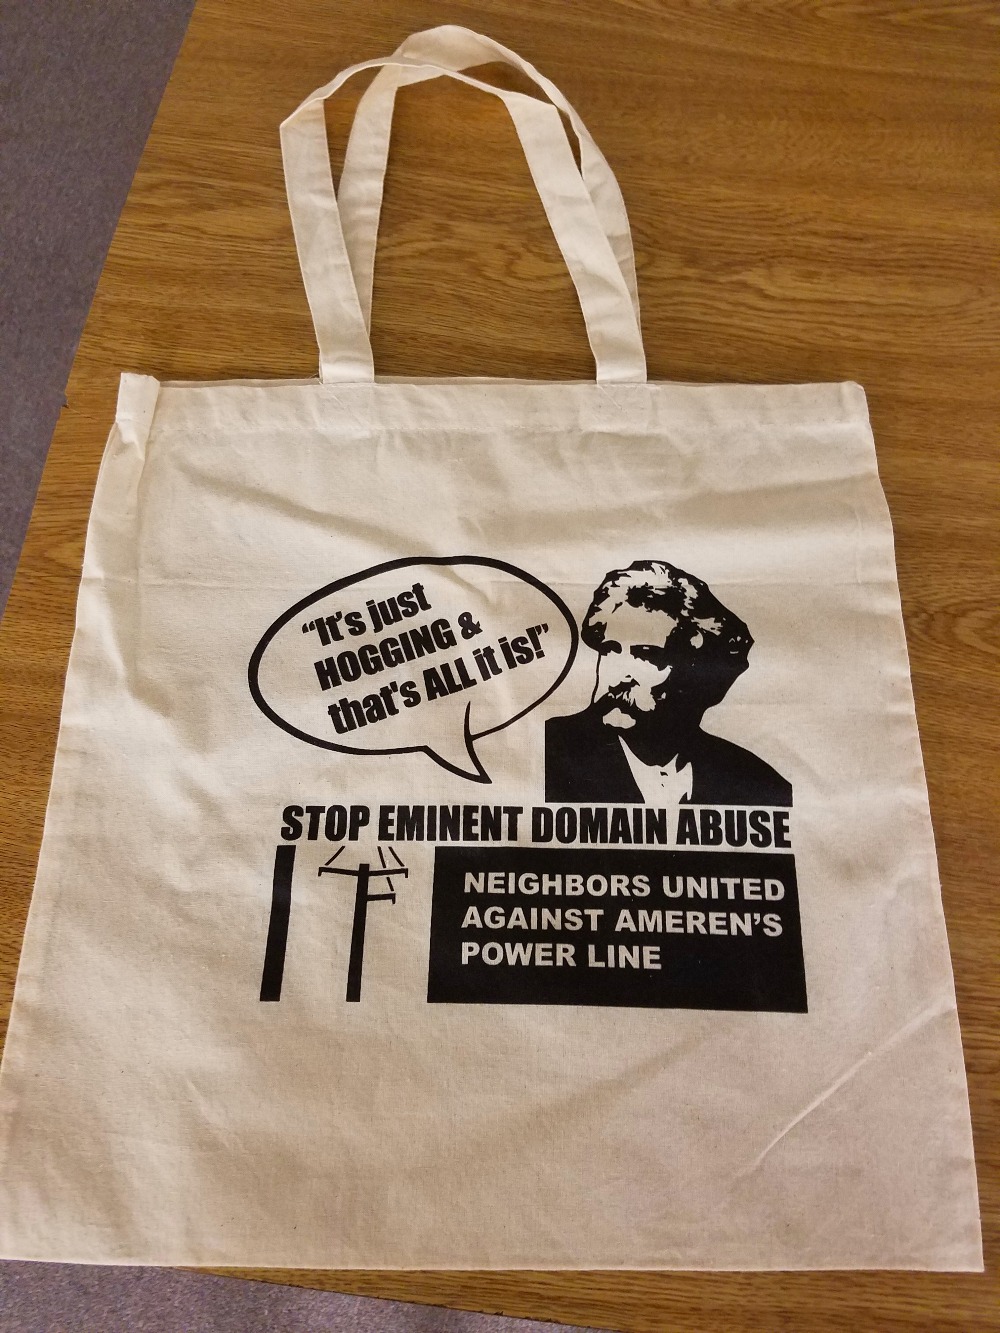 “It's just
HOGGING &
that's ALL it is!”
STOP EMINENT DOMAIN ABUSE
NEIGHBORS UNITED
AGAINST AMEREN'S
POWER LINE